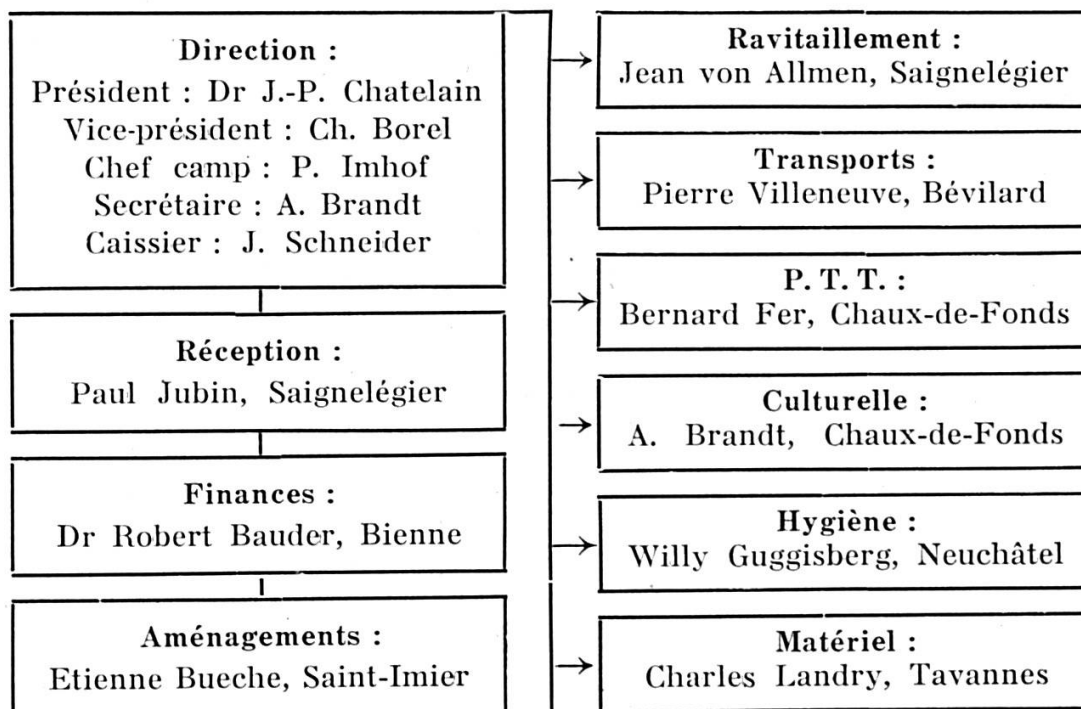 Direction :
Président : Dr J.-P. Chatelain
Vice-président : Ch. Borel
Chef camp : P. Imhof
Secrétaire : A. Brandt
Caissier : J. Schneider
Réception :
Paul Jubin, Saignelégier
Finances :
Dr Robert Bauder, Bienne
Aménagements :
Etienne Bueche, Saint-Imier
Ravitaillement :
Jean von Allmen, Saignelégier
Transports :
Pierre Villeneuve, Bévilard
P. T. T. :
Bernard Fer, Chaux-de-Fonds
Culturelle :
A. Brandt, Chaux-de-Fonds
Hygiène :
Willy Guggisberg, Neuchâtel
Matériel :
Charles Landry, Tavannes